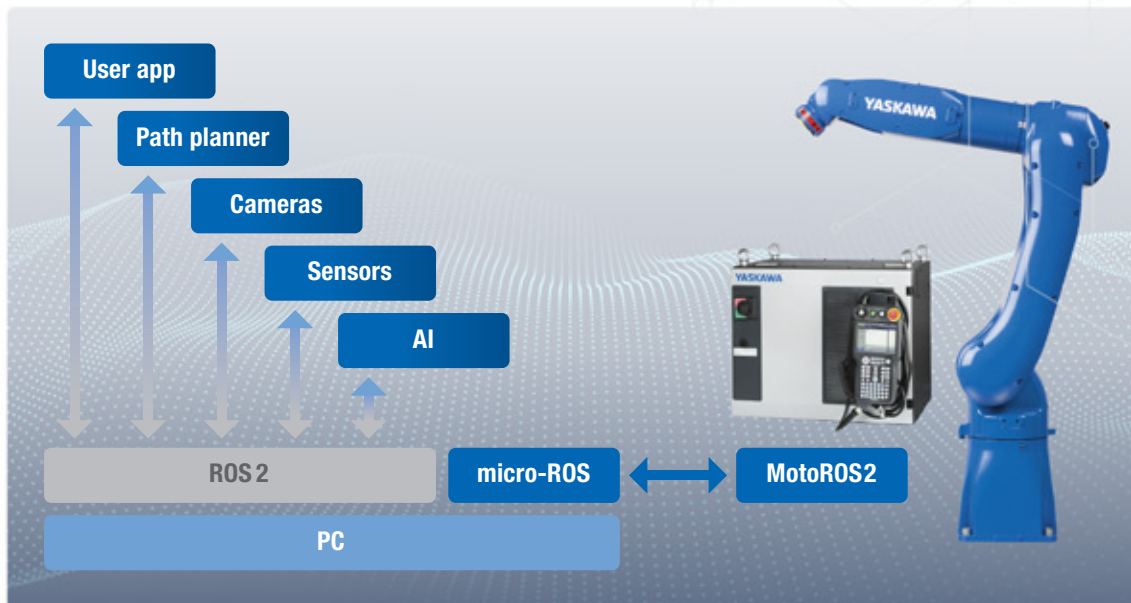 User app
Path planner
Cameras
Sensors
AI
YASKAWA
YASKAWA
ROS 2
micro-ROS
MotoROS2
PC